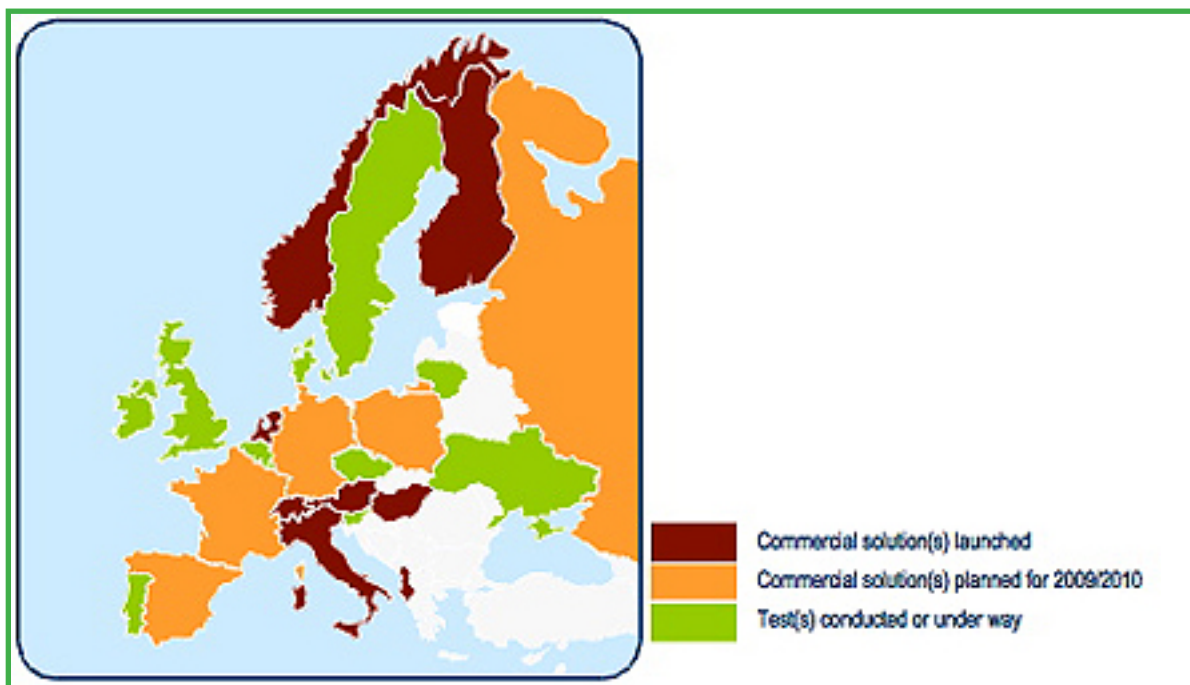 Commercial solution(s) launched
Commercial solution(s) planned for 2009/2010
Test(s) conducted or under way